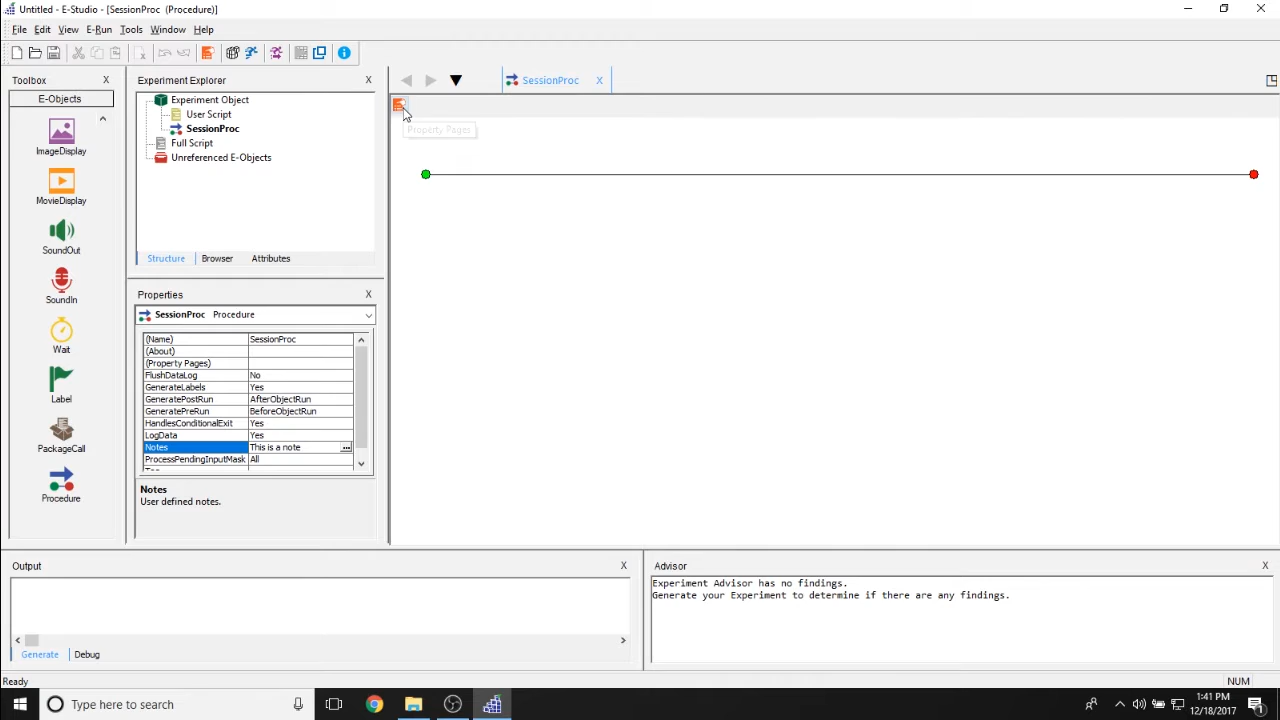 Untitled - E-Studio - [SessionProc (Procedure)]
File Edit View E-Run Tools Window Help
Toolbox X
E-Objects
ImageDisplay
MovieDisplay
SoundOut
SoundIn
Wait
Label
PackageCall
Procedure
Experiment Explorer X
Experiment Object
User Script
SessionProc
Full Script
Unreferenced E-Objects
Structure Browser Attributes
Properties X
SessionProc Procedure
(Name) SessionProc
(About)
(Property Pages)
FlushDataLog No
GenerateLabels Yes
GeneratePostRun AfterObjectRun
GeneratePreRun BeforeObjectRun
HandlesConditionalExit Yes
LogData Yes
Notes This is a note ...
ProcessPendingInputMask All
Notes
User defined notes.
SessionProc X
Property Pages
Output X
Generate Debug
Advisor X
Experiment Advisor has no findings.
Generate your Experiment to determine if there are any findings.
Ready NUM
Type here to search
1:41 PM
12/18/2017
1